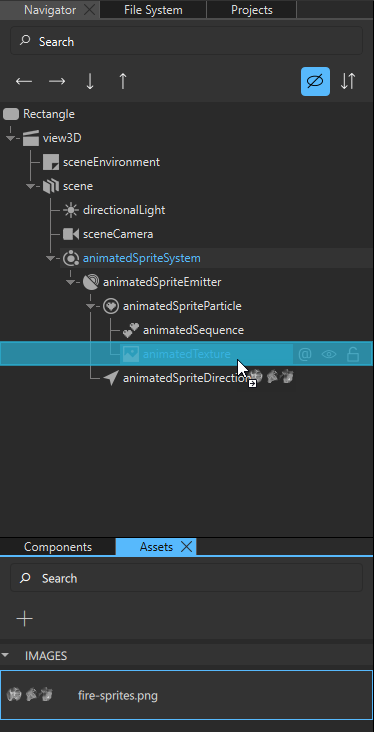 Navigator File System Projects
Search
Rectangle
view3D
sceneEnvironment
scene
directionalLight
sceneCamera
animatedSpriteSystem
animatedSpriteEmitter
animatedSpriteParticle
animatedSequence
animatedTexture @
animatedSpriteDirection
Components Assets
Search
IMAGES
fire-sprites.png